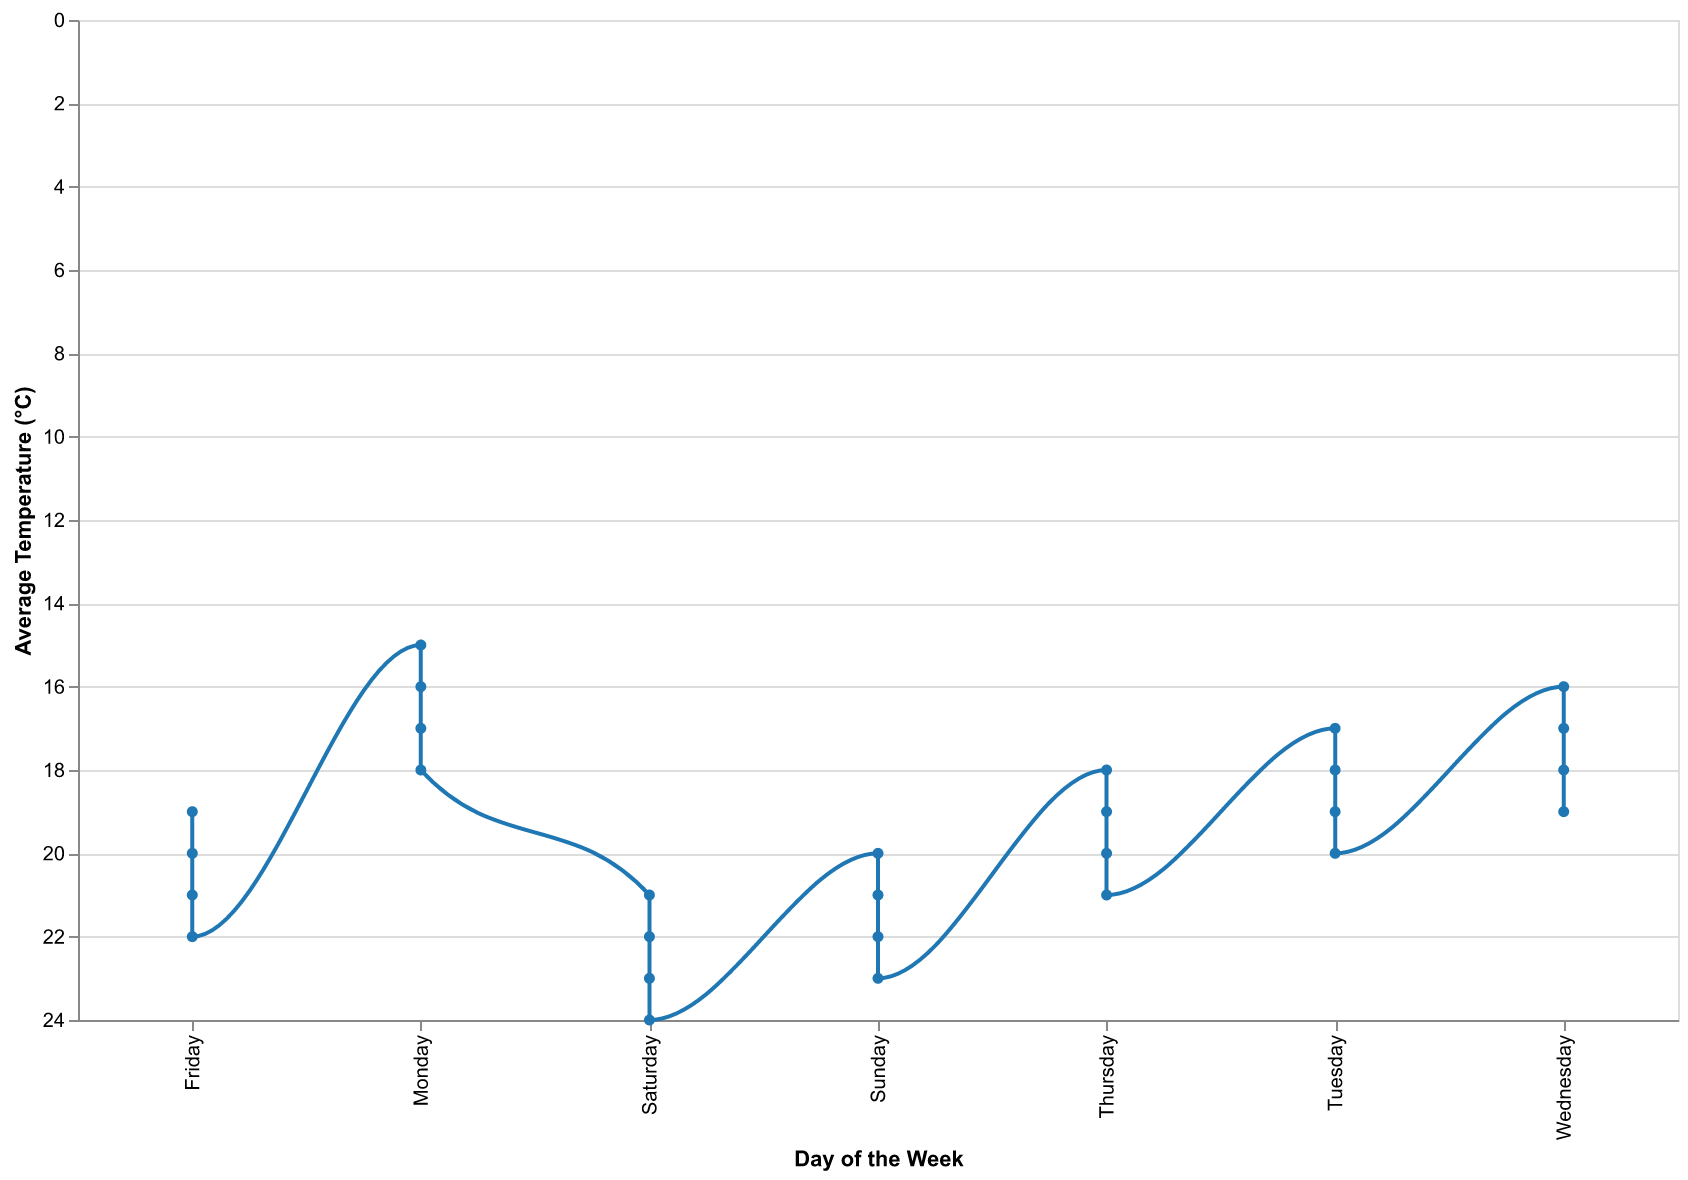 0
2
4
6
8
10
12
14
16
18
20
22
24
Average Temperature (°C)
Friday
Monday
Saturday
Sunday
Thursday
Tuesday
Wednesday
Day of the Week